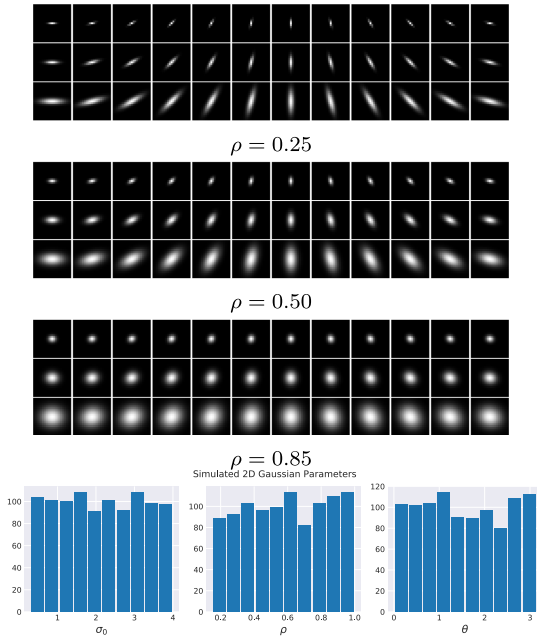 ρ = 0.25
ρ = 0.50
ρ = 0.85
Simulated 2D Gaussian Parameters
100
80
60
40
20
0
1 2 3 4
σ₀
100
80
60
40
20
0
0.2 0.4 0.6 0.8 1.0
ρ
120
100
80
60
40
20
0
0 1 2 3
θ